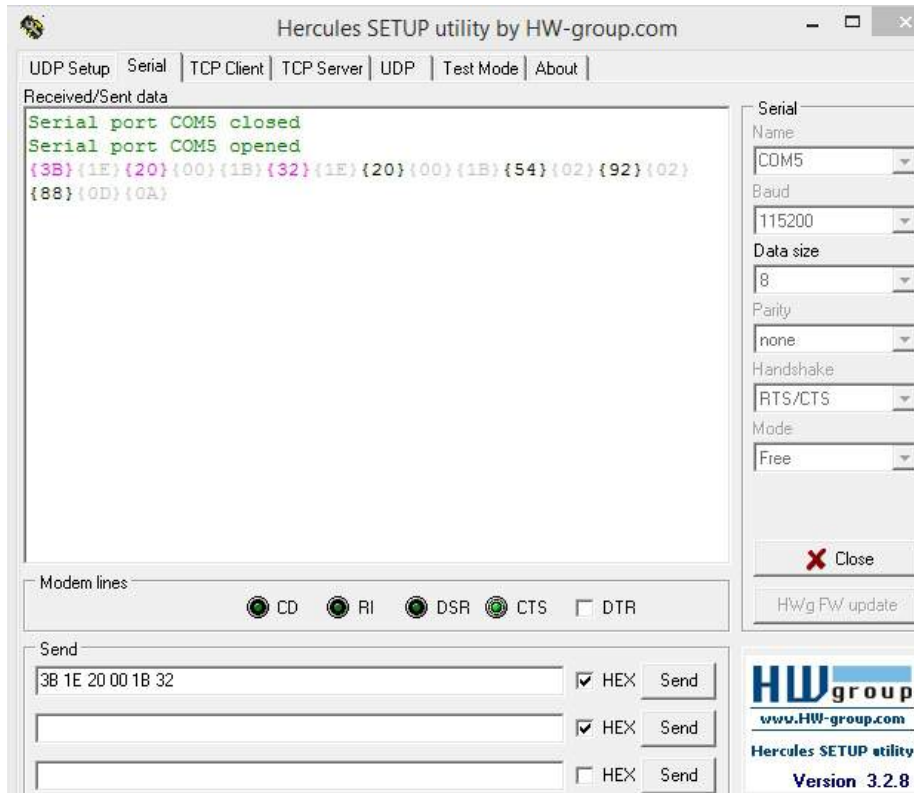 Hercules SETUP utility by HW-group.com
UDP Setup Serial TCP Client TCP Server UDP Test Mode About
Received/Sent data
Serial port COM5 closed
Serial port COM5 opened
{3B}{1E}{20}{00}{1B}{32}{1E}{20}{00}{1B}{54}{02}{92}{02}
{88}{0D}{0A}
Serial
Name
COM5
Baud
115200
Data size
8
Parity
none
Handshake
RTS/CTS
Mode
Free
Close
HWg FW update
Modem lines
CD RI DSR CTS DTR
Send
3B 1E 20 00 1B 32 HEX Send
HEX Send
HEX Send
HW group
www.HW-group.com
Hercules SETUP utility
Version 3.2.8